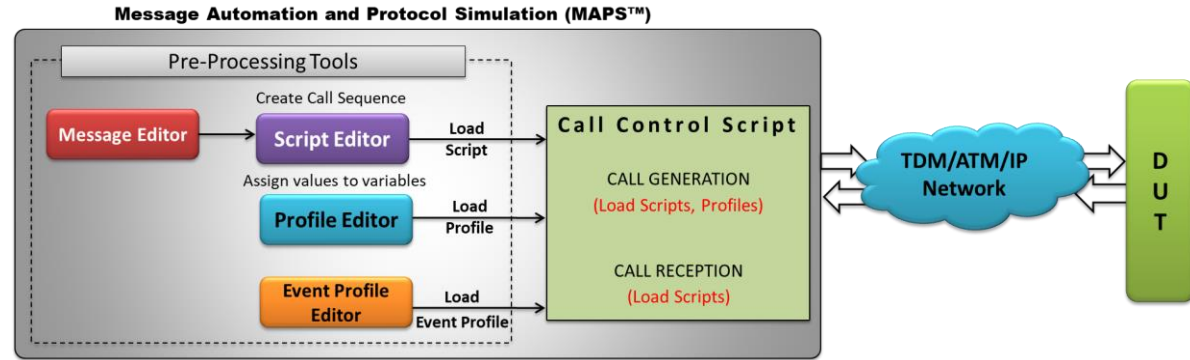 Message Automation and Protocol Simulation (MAPS™)
Pre-Processing Tools
Create Call Sequence
Message Editor
Script Editor
Load
Script
Assign values to variables
Profile Editor
Load
Profile
Event Profile
Editor
Load
Event Profile
Call Control Script
CALL GENERATION
(Load Scripts, Profiles)
CALL RECEPTION
(Load Scripts)
TDM/ATM/IP
Network
D
U
T